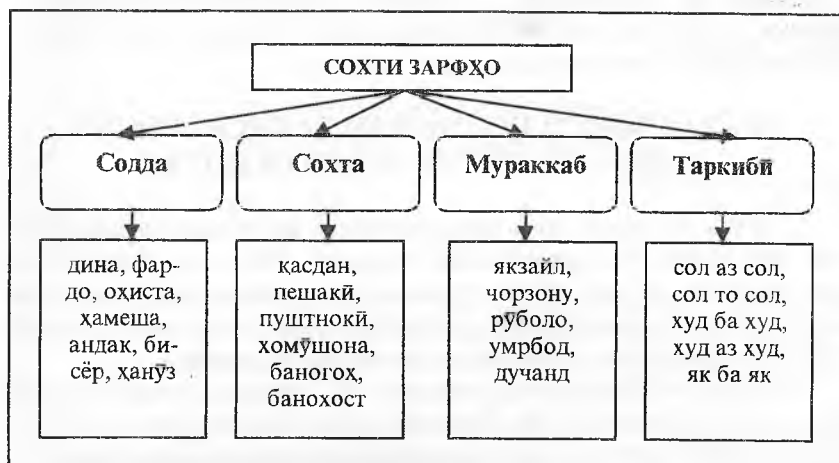 СОХТИ ЗАРФҲО
Содда
Сохта
Мураккаб
Таркибӣ
дина, фар-
до, оҳиста,
ҳамеша,
андак, би-
сёр, ҳанӯз
қасдан,
пешакӣ,
пуштнокӣ,
хомӯшона,
баногоҳ,
банохост
якзайл,
чорзону,
рӯболо,
умрбод,
дучанд
сол аз сол,
сол то сол,
худ ба худ,
худ аз худ,
як ба як